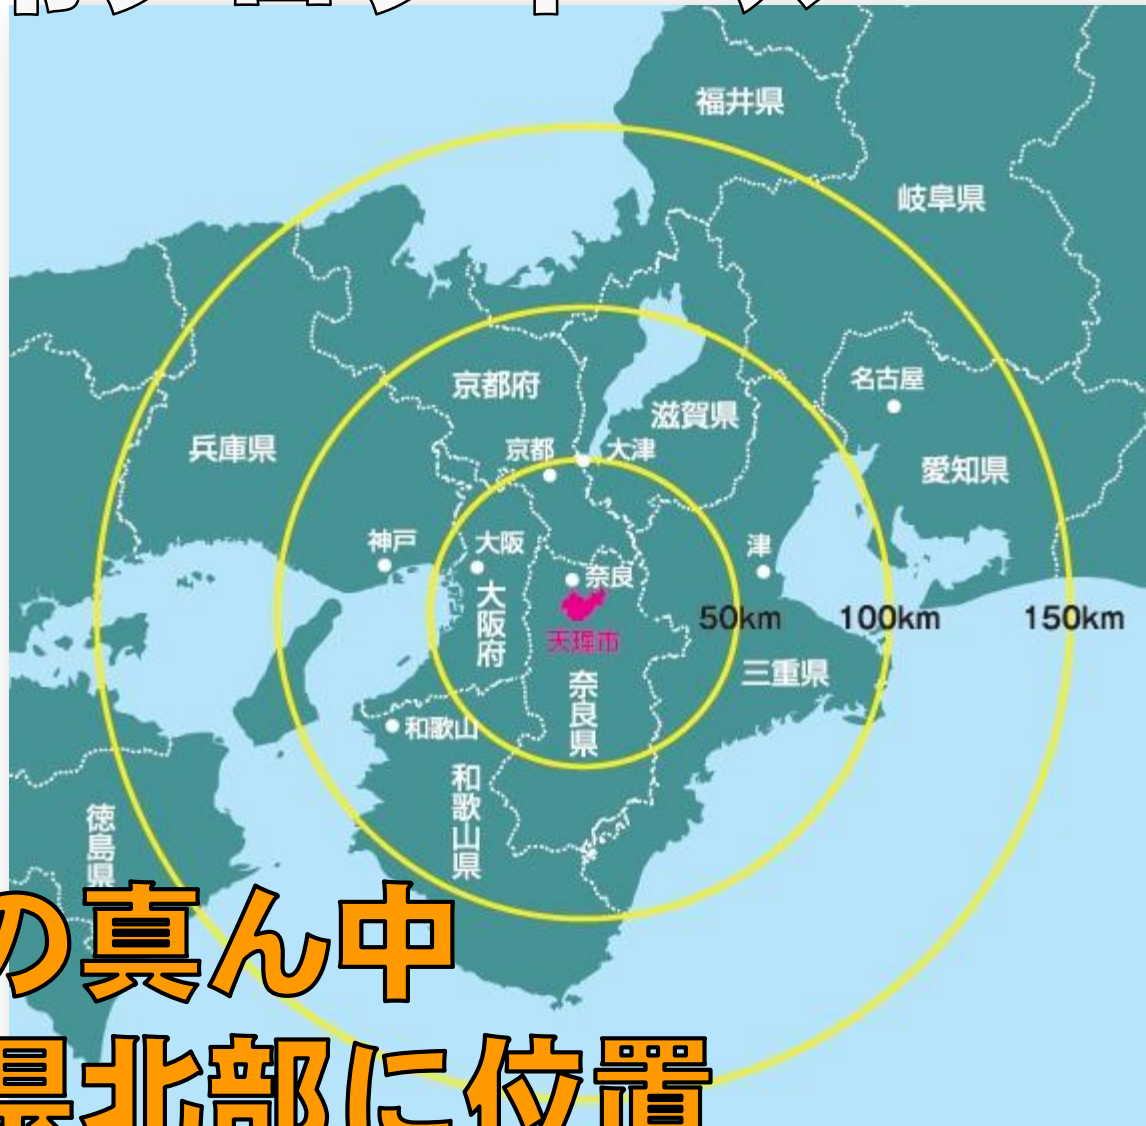 福井県
岐阜県
京都府
名古屋
滋賀県
兵庫県
京都
大津
愛知県
神戸
大阪
津
奈良
大阪府
50km
100km
150km
天理市
三重県
奈良県
和歌山
和歌山県
徳島県
の真ん中
県北部に位置